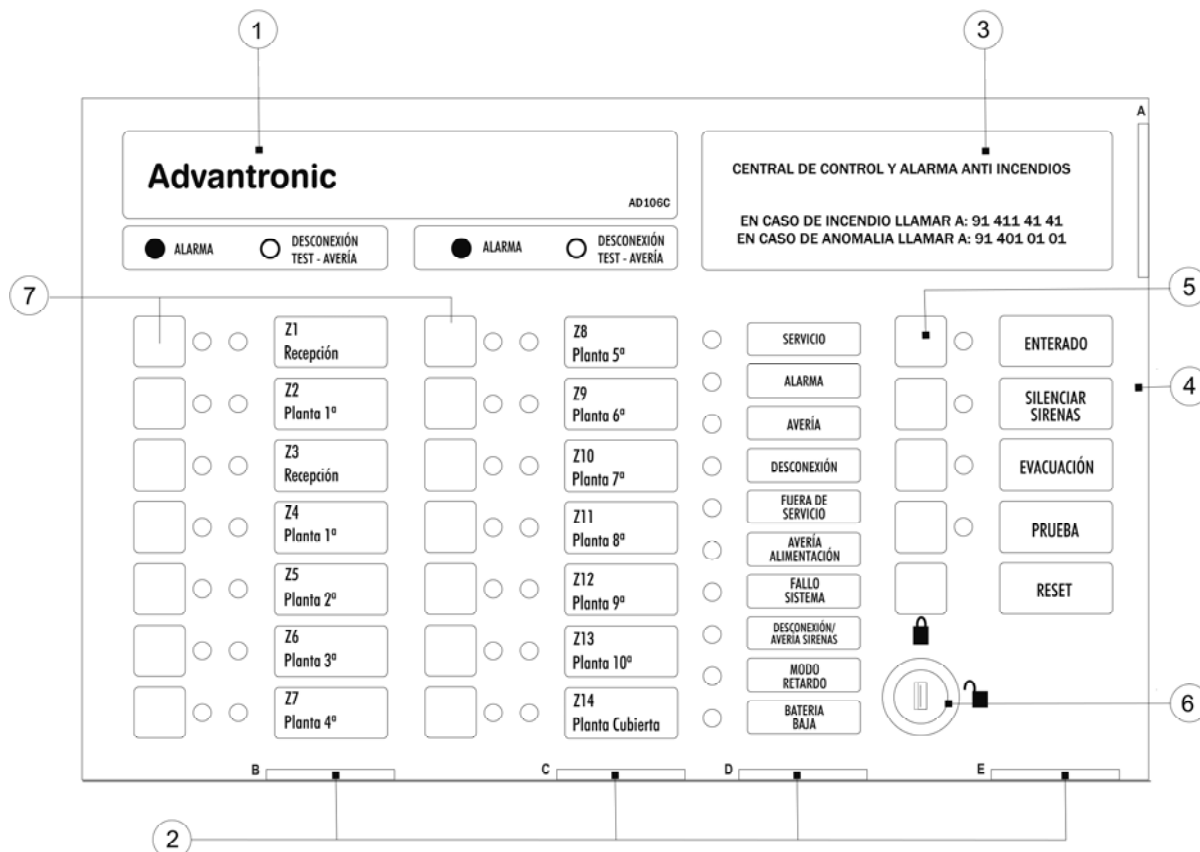 1
3
A
Advantronic
AD106C
CENTRAL DE CONTROL Y ALARMA ANTI INCENDIOS
EN CASO DE INCENDIO LLAMAR A: 91 411 41 41
EN CASO DE ANOMALIA LLAMAR A: 91 401 01 01
ALARMA
DESCONEXIÓN
TEST - AVERÍA
ALARMA
DESCONEXIÓN
TEST - AVERÍA
7
5
4
6
Z1
Recepción
Z2
Planta 1ª
Z3
Recepción
Z4
Planta 1ª
Z5
Planta 2ª
Z6
Planta 3ª
Z7
Planta 4ª
Z8
Planta 5ª
Z9
Planta 6ª
Z10
Planta 7ª
Z11
Planta 8ª
Z12
Planta 9ª
Z13
Planta 10ª
Z14
Planta Cubierta
SERVICIO
ALARMA
AVERÍA
DESCONEXIÓN
FUERA DE
SERVICIO
AVERÍA
ALIMENTACIÓN
FALLO
SISTEMA
DESCONEXIÓN/
AVERIA SIRENAS
MODO
RETARDO
BATERIA
BAJA
ENTERADO
SILENCIAR
SIRENAS
EVACUACIÓN
PRUEBA
RESET
B
C
D
E
2